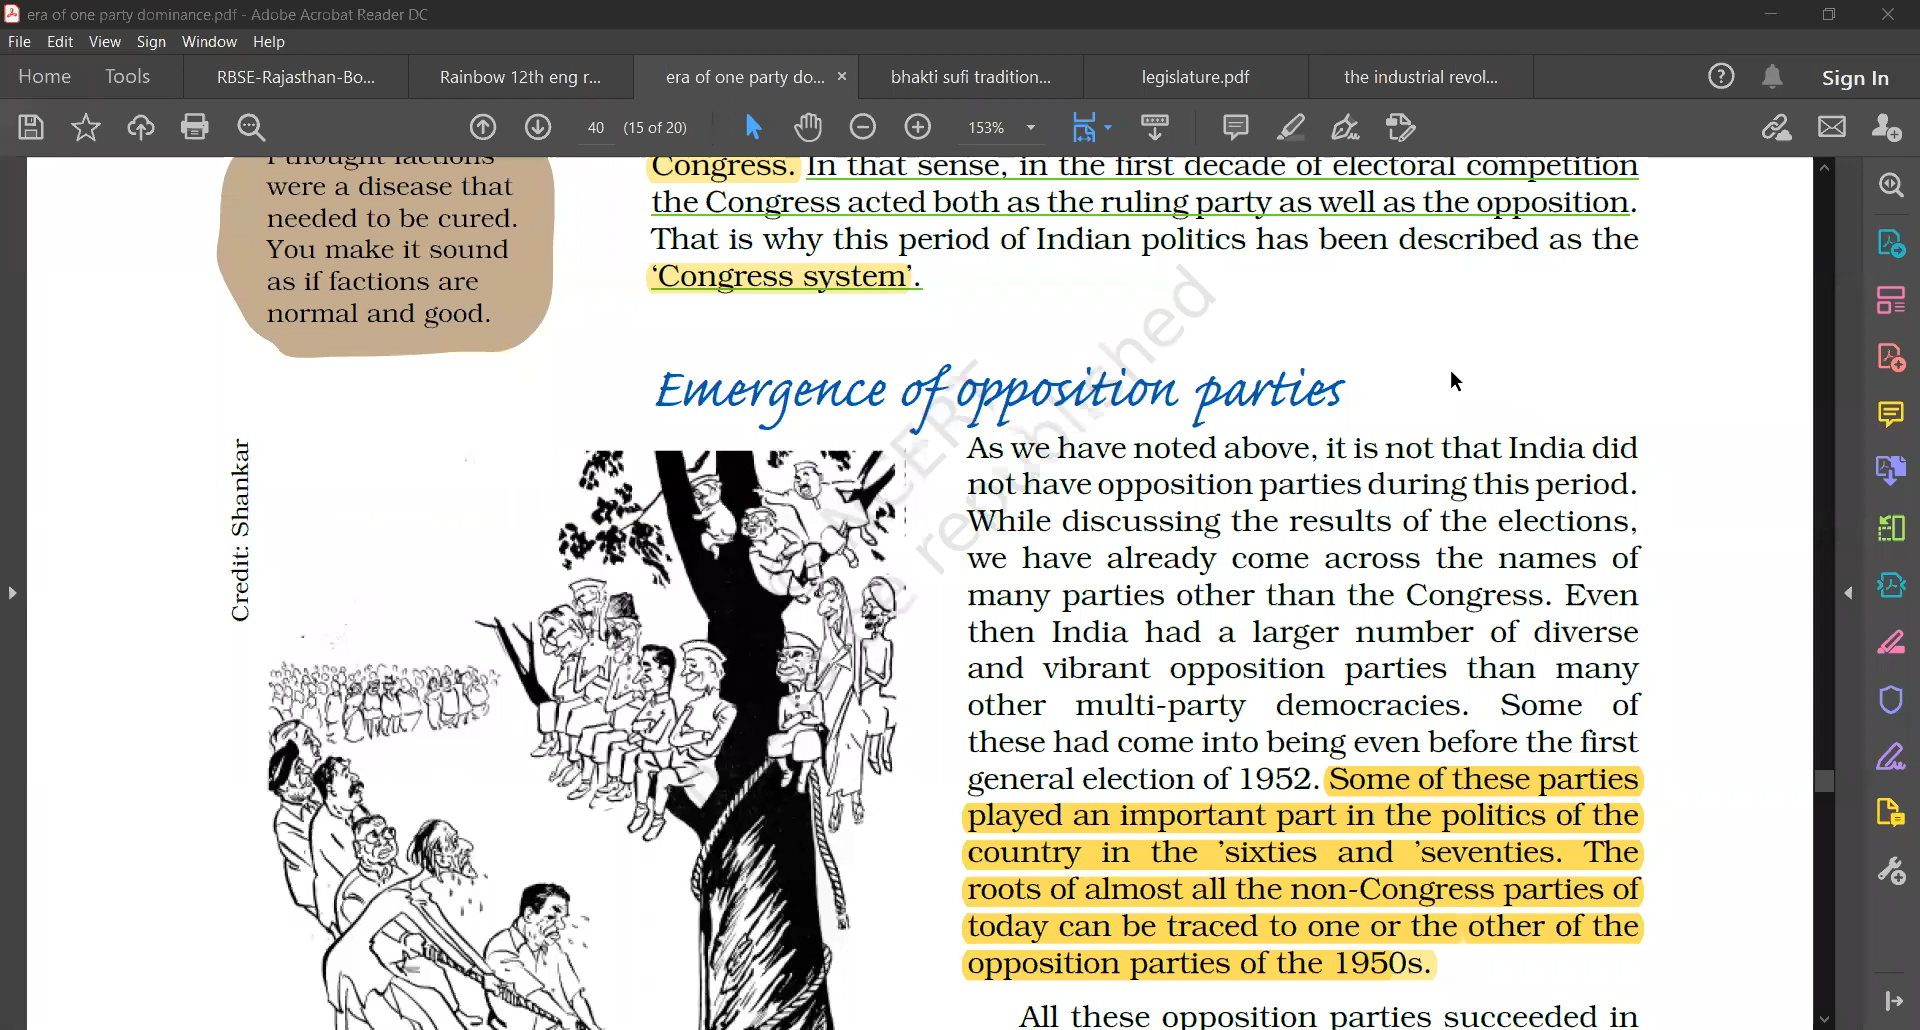 era of one party dominance.pdf - Adobe Acrobat Reader DC
File Edit View Sign Window Help
Home Tools RBSE-Rajasthan-Bo... Rainbow 12th eng r... era of one party do... × bhakti sufi tradition... legislature.pdf the industrial revol... Sign In
40 (15 of 20) 153%
I thought factions
were a disease that
needed to be cured.
You make it sound
as if factions are
normal and good.
Congress. In that sense, in the first decade of electoral competition
the Congress acted both as the ruling party as well as the opposition.
That is why this period of Indian politics has been described as the
‘Congress system’.
Emergence of opposition parties
Credit: Shankar
As we have noted above, it is not that India did
not have opposition parties during this period.
While discussing the results of the elections,
we have already come across the names of
many parties other than the Congress. Even
then India had a larger number of diverse
and vibrant opposition parties than many
other multi-party democracies. Some of
these had come into being even before the first
general election of 1952. Some of these parties
played an important part in the politics of the
country in the ’sixties and ’seventies. The
roots of almost all the non-Congress parties of
today can be traced to one or the other of the
opposition parties of the 1950s.
All these opposition parties succeeded in
NCERT
republished